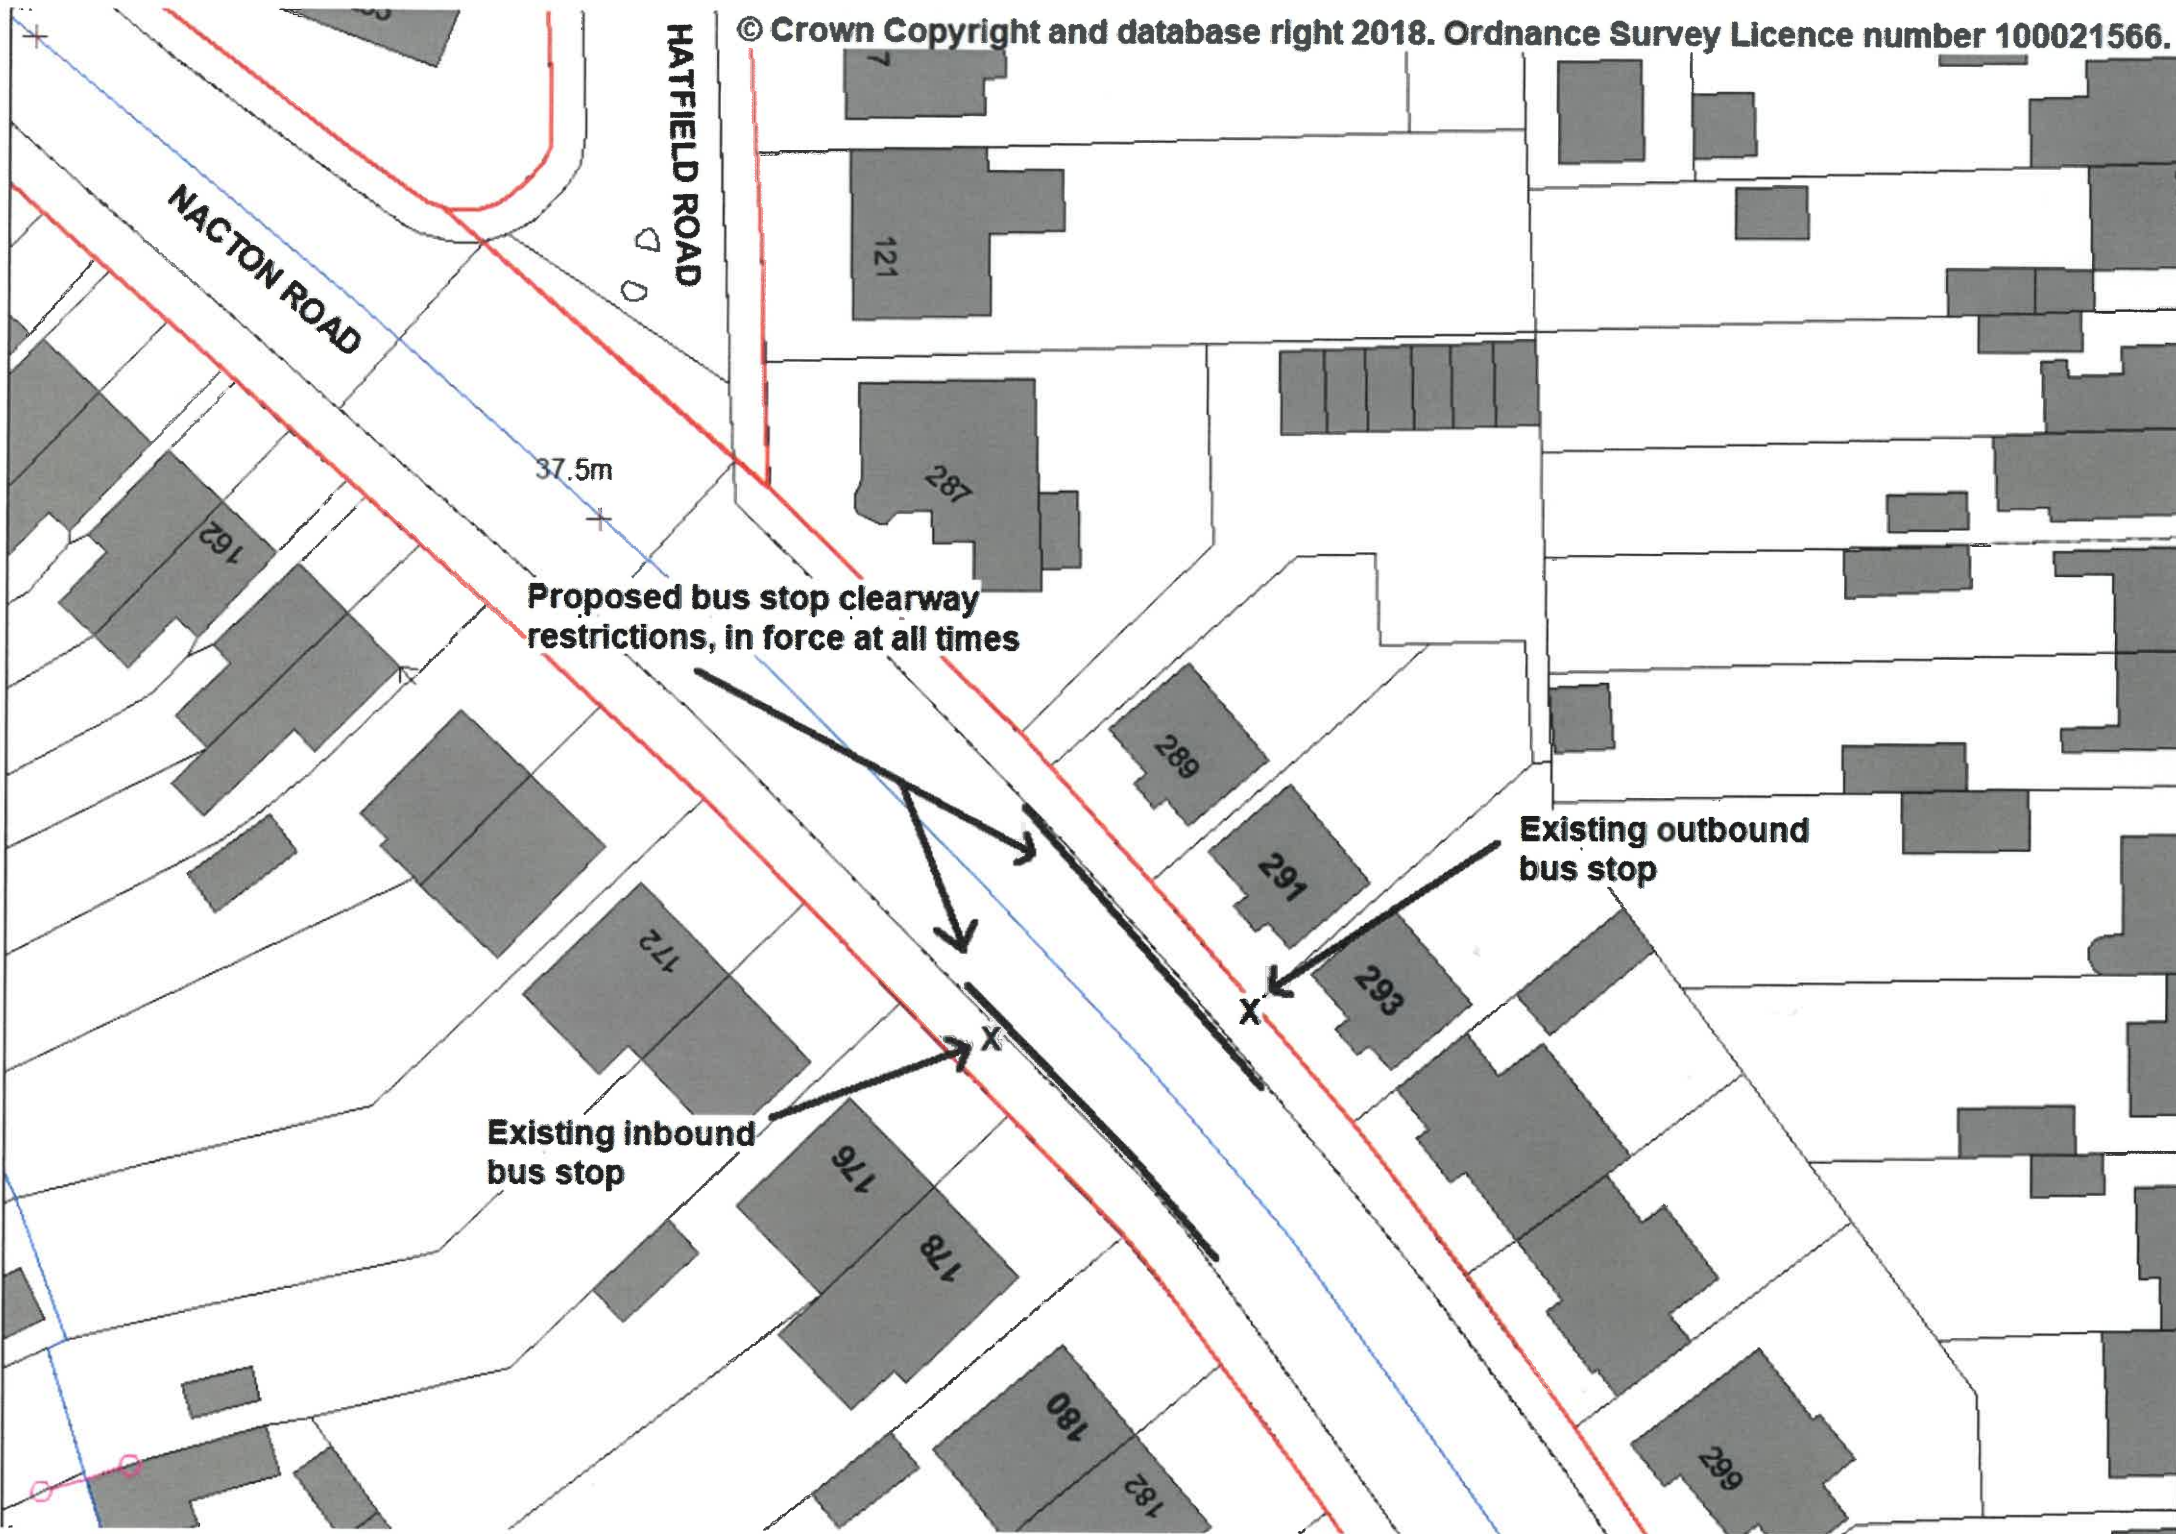 © Crown Copyright and database right 2018. Ordnance Survey Licence number 100021566.
HATFIELD ROAD
7
121
NACTON ROAD
37.5m
287
162
Proposed bus stop clearway
restrictions, in force at all times
289
291
Existing outbound
bus stop
293
X
172
X
Existing inbound
bus stop
176
178
180
182
299